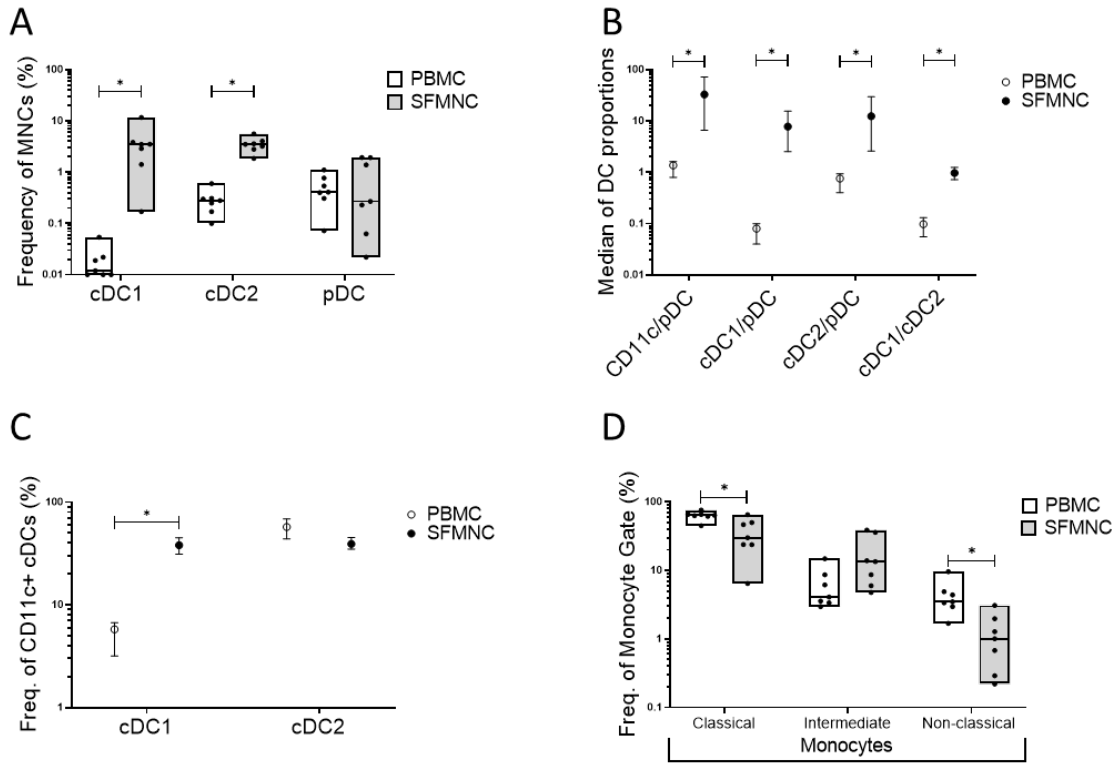 A
Frequency of MNCs (%)
100
10
1
0.1
0.01
*
*
cDC1
cDC2
pDC
PBMC
SFMNC
B
Median of DC proportions
100
10
1
0.1
0.01
*
*
*
*
CD11c/pDC
cDC1/pDC
cDC2/pDC
cDC1/cDC2
PBMC
SFMNC
C
Freq. of CD11c+ cDCs (%)
100
10
1
*
cDC1
cDC2
PBMC
SFMNC
D
Freq. of Monocyte Gate (%)
100
10
1
0.1
*
*
Classical
Intermediate
Non-classical
Monocytes
PBMC
SFMNC